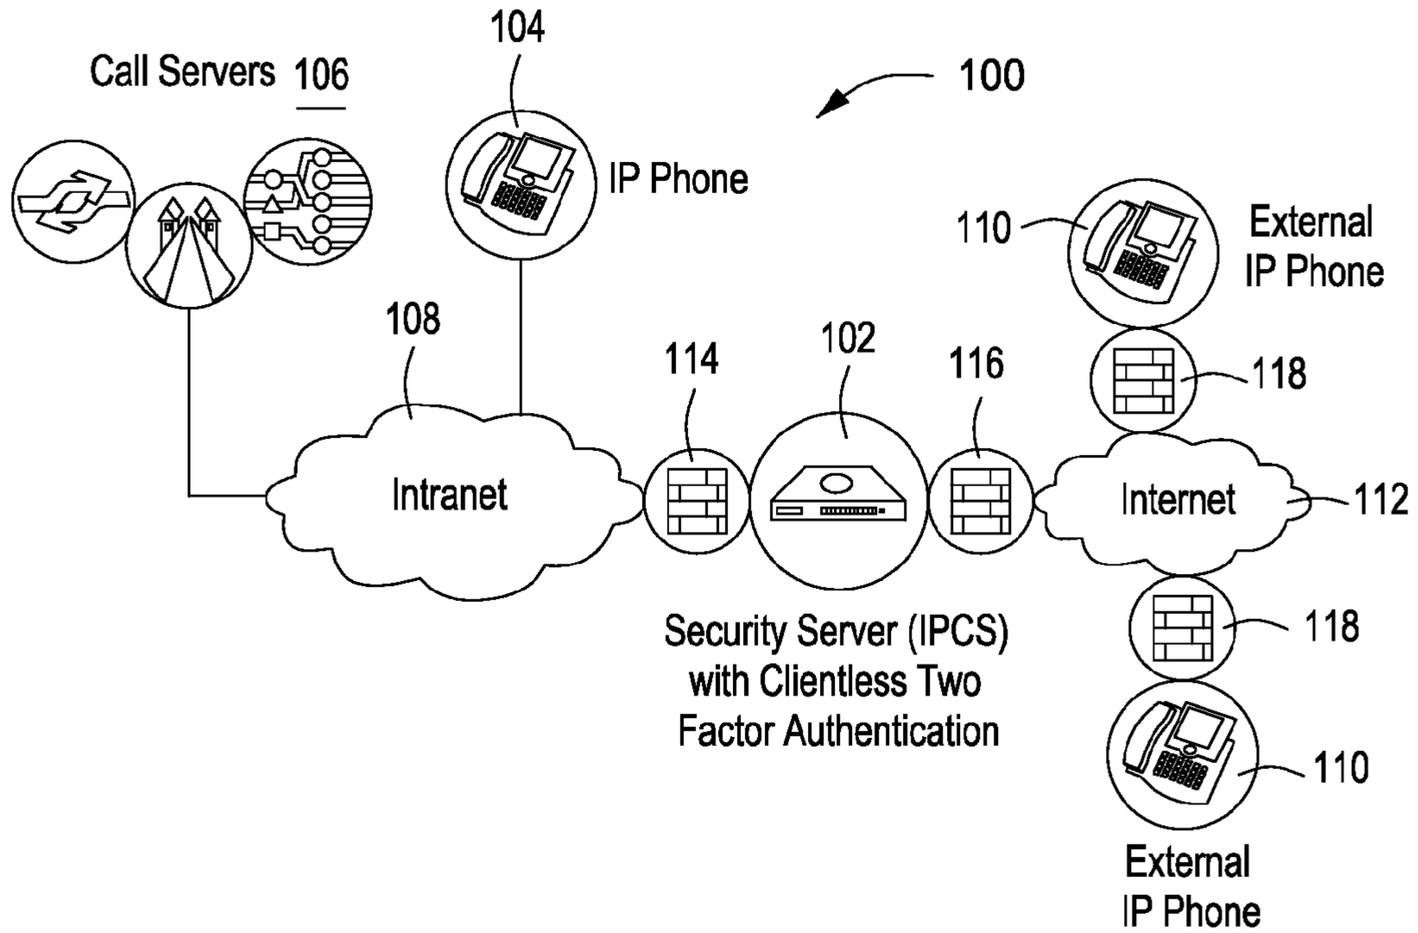 104
Call Servers 106
100
IP Phone
110
External
IP Phone
108
114
102
116
118
Intranet
Internet
112
Security Server (IPCS)
with Clientless Two
Factor Authentication
118
110
External
IP Phone